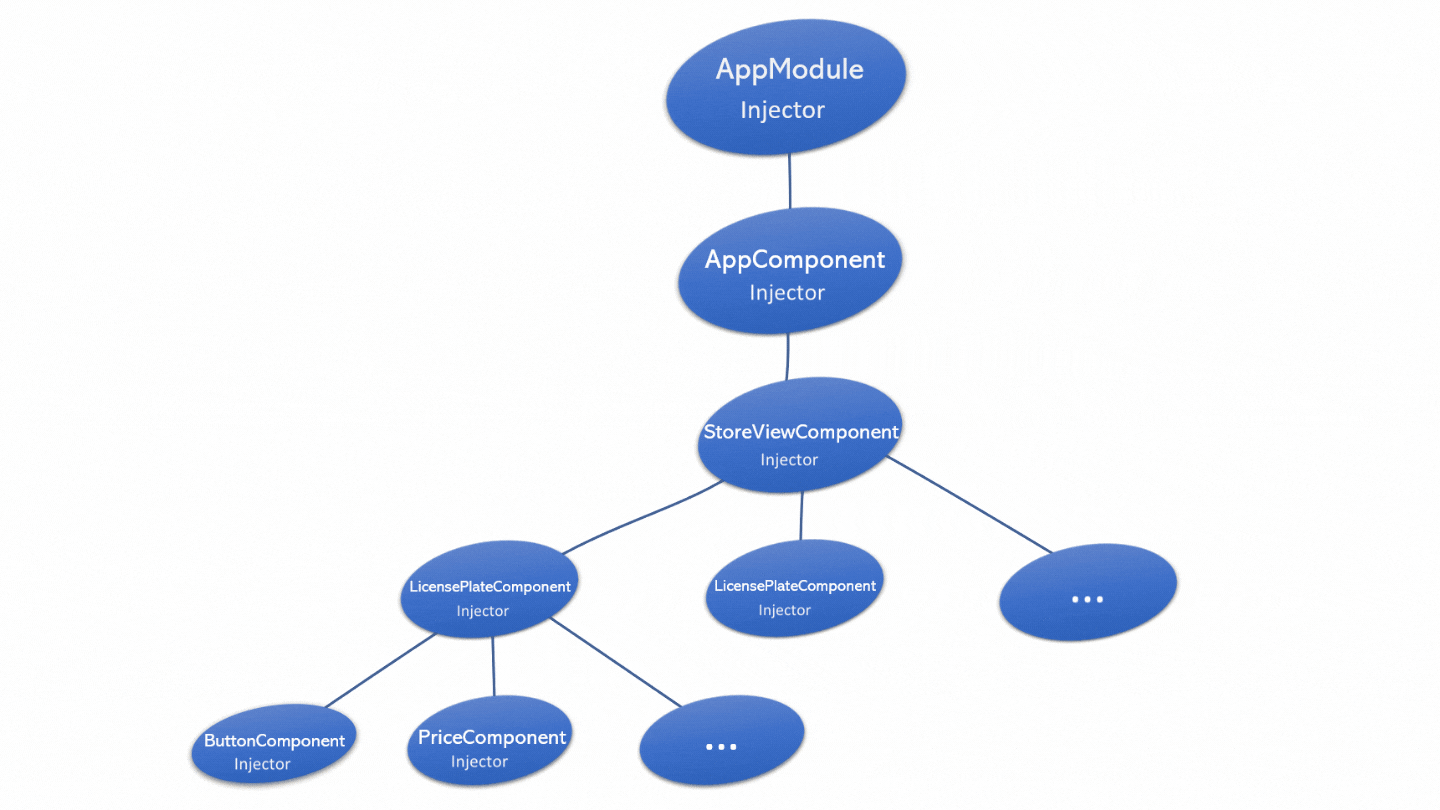 AppModule
Injector
AppComponent
Injector
StoreViewComponent
Injector
LicensePlateComponent
Injector
LicensePlateComponent
Injector
...
ButtonComponent
Injector
PriceComponent
Injector
...